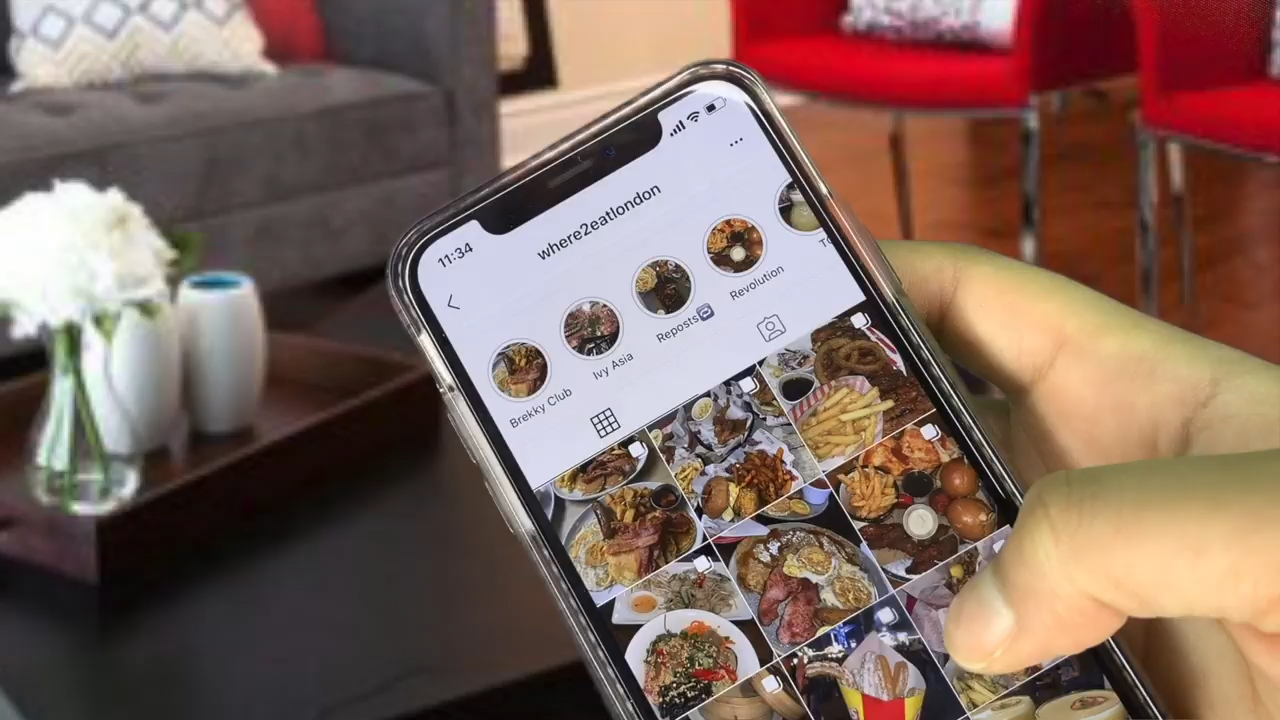 11:34
where2eatlondon
Brekky Club
Ivy Asia
Reposts
Revolution